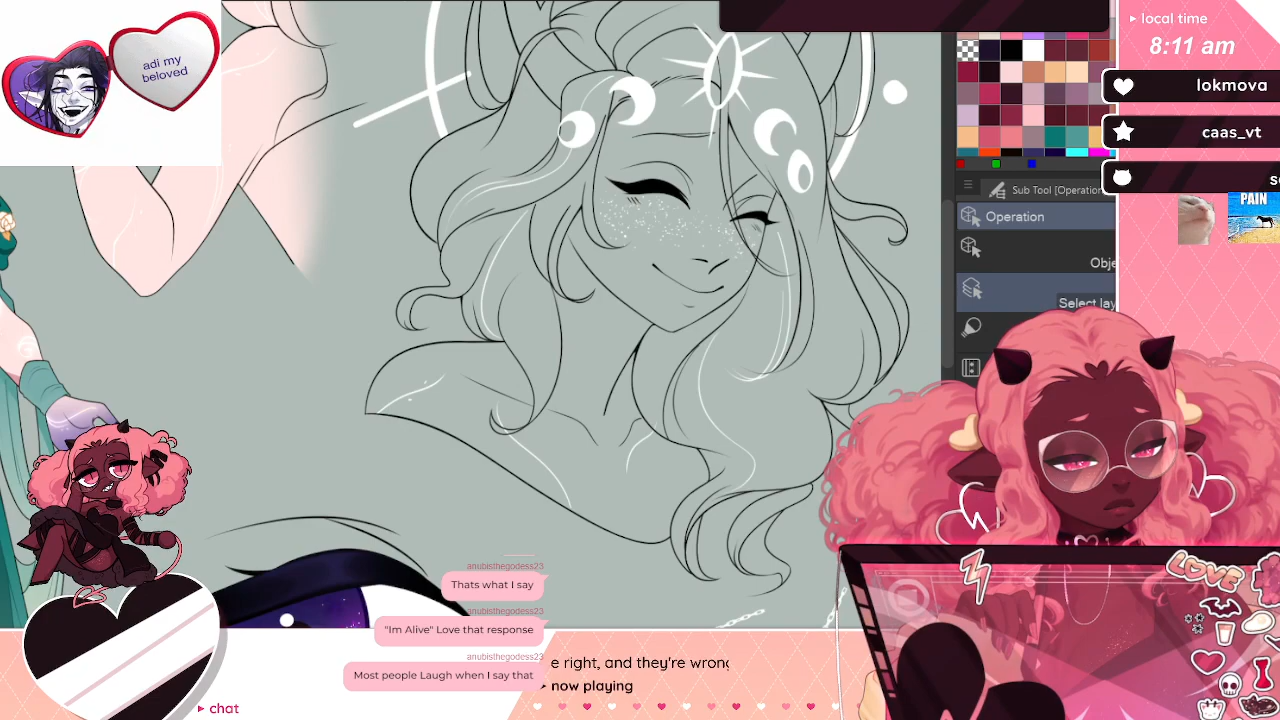 adi my
beloved
local time
8:11 am
lokmova
caas_vt
PAIN
Sub Tool [Operation
Operation
Obje
Select lay
anubisthegodess23
Thats what I say
anubisthegodess23
"Im Alive" Love that response
anubisthegodess23
Most people Laugh when I say that
chat
e right, and they're wrong
now playing
LOVE